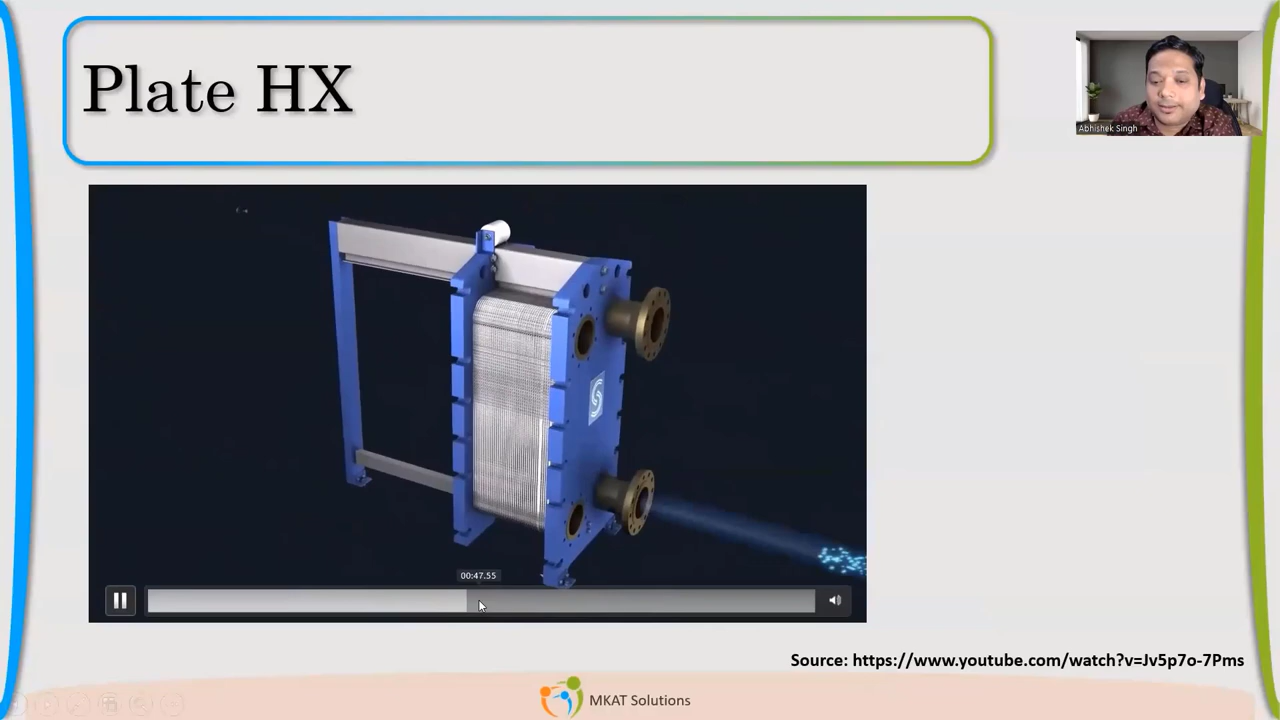 Plate HX
Abhishek Singh
00:47.55
Source: https://www.youtube.com/watch?v=Jv5p7o-7Pms
MKAT Solutions